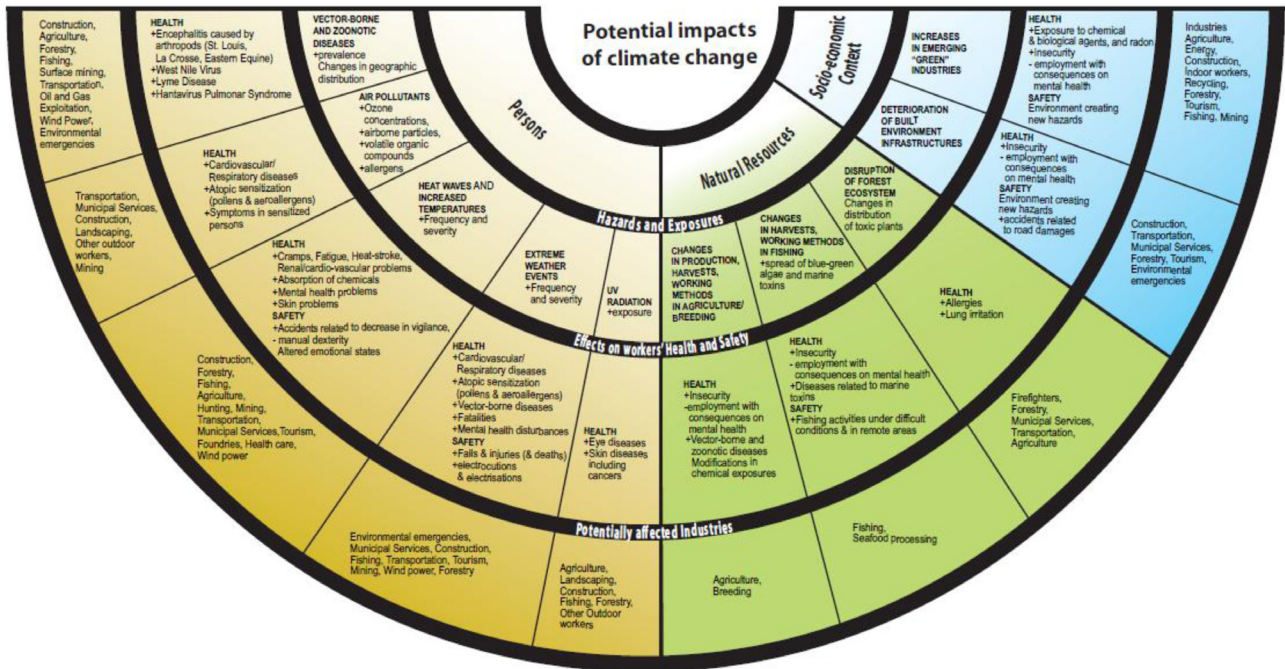 Potential impacts
of climate change
Persons
Natural Resources
Socio-economic
Context
Hazards and Exposures
VECTOR-BORNE
AND ZOONOTIC
DISEASES
+prevalence
Changes in geographic
distribution
AIR POLLUTANTS
+Ozone
concentrations,
+airborne particles,
+volatile organic
compounds
+allergens
HEAT WAVES AND
INCREASED
TEMPERATURES
+Frequency and
severity
EXTREME
WEATHER
EVENTS
+Frequency
and severity
UV
RADIATION
+exposure
CHANGES
IN PRODUCTION,
HARVESTS,
WORKING
METHODS
IN AGRICULTURE/
BREEDING
CHANGES
IN HARVESTS,
WORKING METHODS
IN FISHING
+spread of blue-green
algae and marine
toxins
DISRUPTION
OF FOREST
ECOSYSTEM
Changes in
distribution
of toxic plants
DETERIORATION
OF BUILT
ENVIRONMENT
INFRASTRUCTURES
INCREASES
IN EMERGING
"GREEN"
INDUSTRIES
Effects on workers' Health and Safety
HEALTH
+Encephalitis caused by
arthropods (St. Louis,
La Crosse, Eastern Equine)
+West Nile Virus
+Lyme Disease
+Hantavirus Pulmonar Syndrome
HEALTH
+Cardiovascular/
Respiratory diseases
+Atopic sensitization
(pollens & aeroallergens)
+Symptoms in sensitized
persons
HEALTH
+Cramps, Fatigue, Heat-stroke,
Renal/cardio-vascular problems
+Absorption of chemicals
+Mental health problems
+Skin problems
SAFETY
+Accidents related to decrease in vigilance,
- manual dexterity
Altered emotional states
HEALTH
+Cardiovascular/
Respiratory diseases
+Atopic sensitization
(pollens & aeroallergens)
+Vector-borne diseases
+Fatalities
+Mental health disturbances
SAFETY
+Falls & injuries (& deaths)
+electrocutions
& electrisations
HEALTH
+Eye diseases
+Skin diseases
including
cancers
HEALTH
+Insecurity
-employment with
consequences on
mental health
+Vector-borne and
zoonotic diseases
Modifications in
chemical exposures
HEALTH
+Insecurity
- employment with
consequences on mental health
+Diseases related to marine
toxins
SAFETY
+Fishing activities under difficult
conditions & in remote areas
HEALTH
+Allergies
+Lung irritation
HEALTH
+Insecurity
- employment with
consequences
on mental health
SAFETY
Environment creating
new hazards
+accidents related
to road damages
HEALTH
+Exposure to chemical
& biological agents, and radon
+Insecurity
- employment with
consequences on
mental health
SAFETY
Environment creating
new hazards
Potentially affected Industries
Construction,
Agriculture,
Forestry,
Fishing,
Surface mining,
Transportation,
Oil and Gas
Exploitation,
Wind Power,
Environmental
emergencies
Transportation,
Municipal Services,
Construction,
Landscaping,
Other outdoor
workers,
Mining
Construction,
Forestry,
Fishing,
Agriculture,
Hunting, Mining,
Transportation,
Municipal Services,Tourism,
Foundries, Health care,
Wind power
Environmental emergencies,
Municipal Services, Construction,
Fishing, Transportation, Tourism,
Mining, Wind power, Forestry
Agriculture,
Landscaping,
Construction,
Fishing, Forestry,
Other Outdoor
workers
Agriculture,
Breeding
Fishing,
Seafood processing
Firefighters,
Forestry,
Municipal Services,
Transportation,
Agriculture
Construction,
Transportation,
Municipal Services,
Forestry, Tourism,
Environmental
emergencies
Industries
Agriculture,
Energy,
Construction,
Indoor workers,
Recycling,
Forestry,
Tourism,
Fishing, Mining